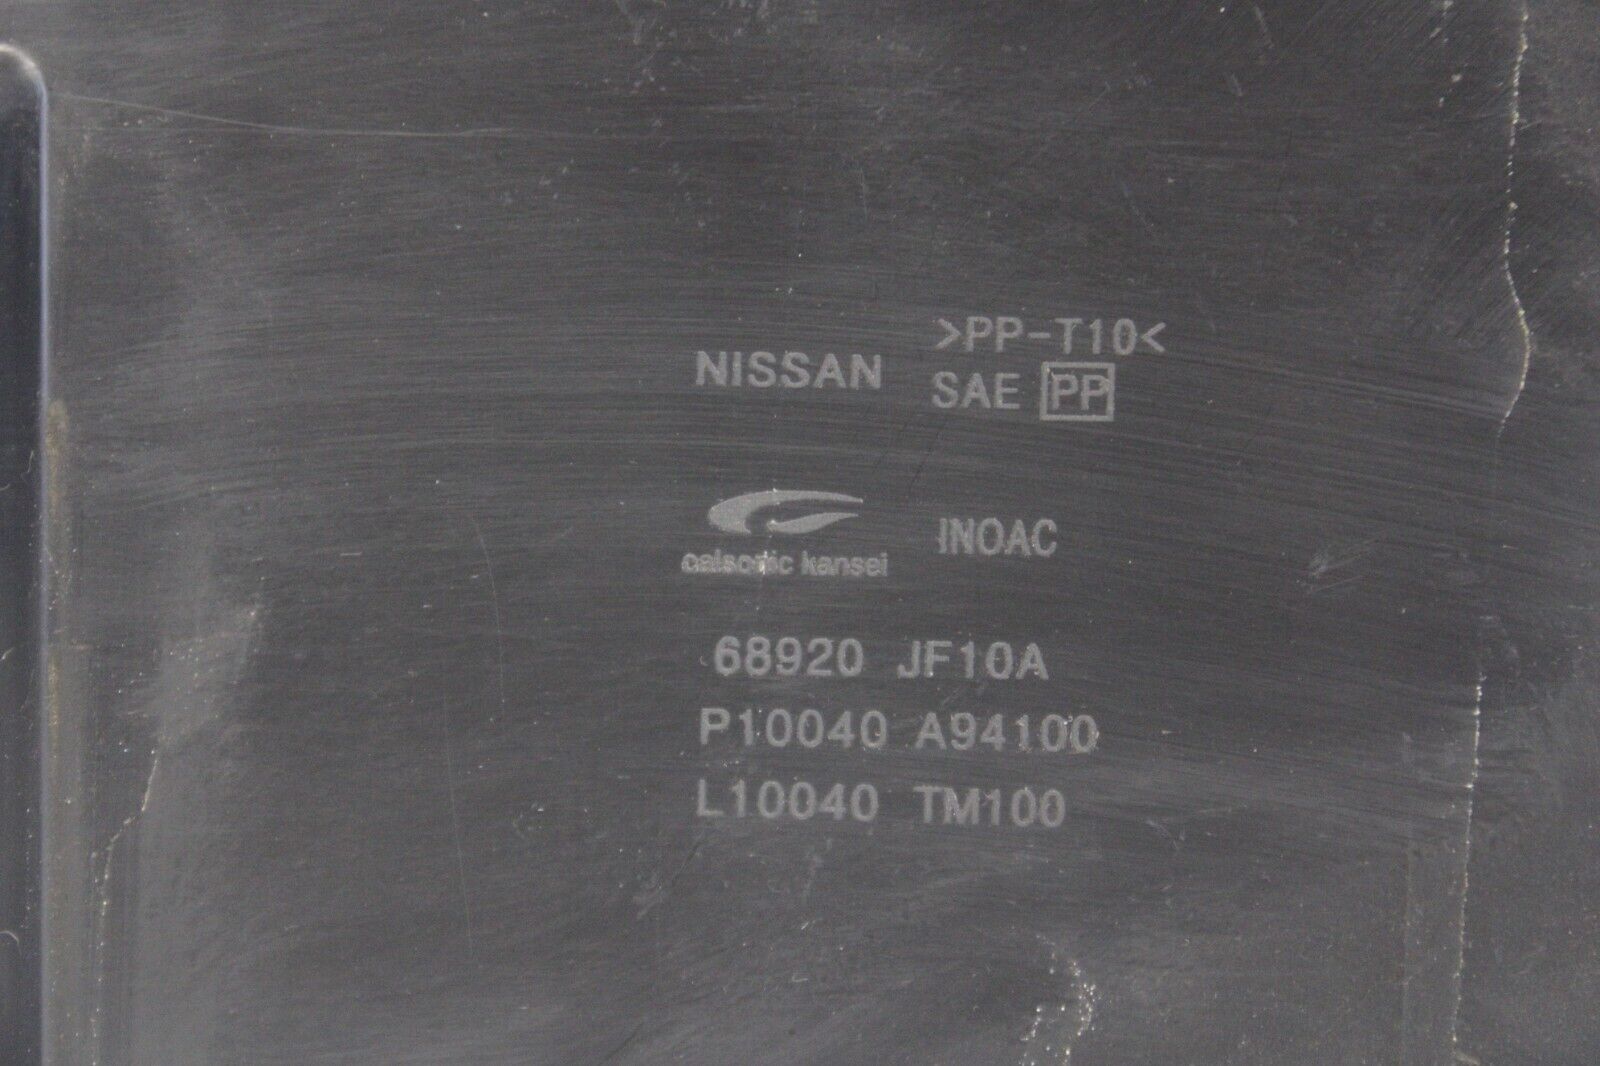 >PP-T10<
NISSAN SAE PP
calsonic kansei INOAC
68920 JF10A
P10040 A94100
L10040 TM100